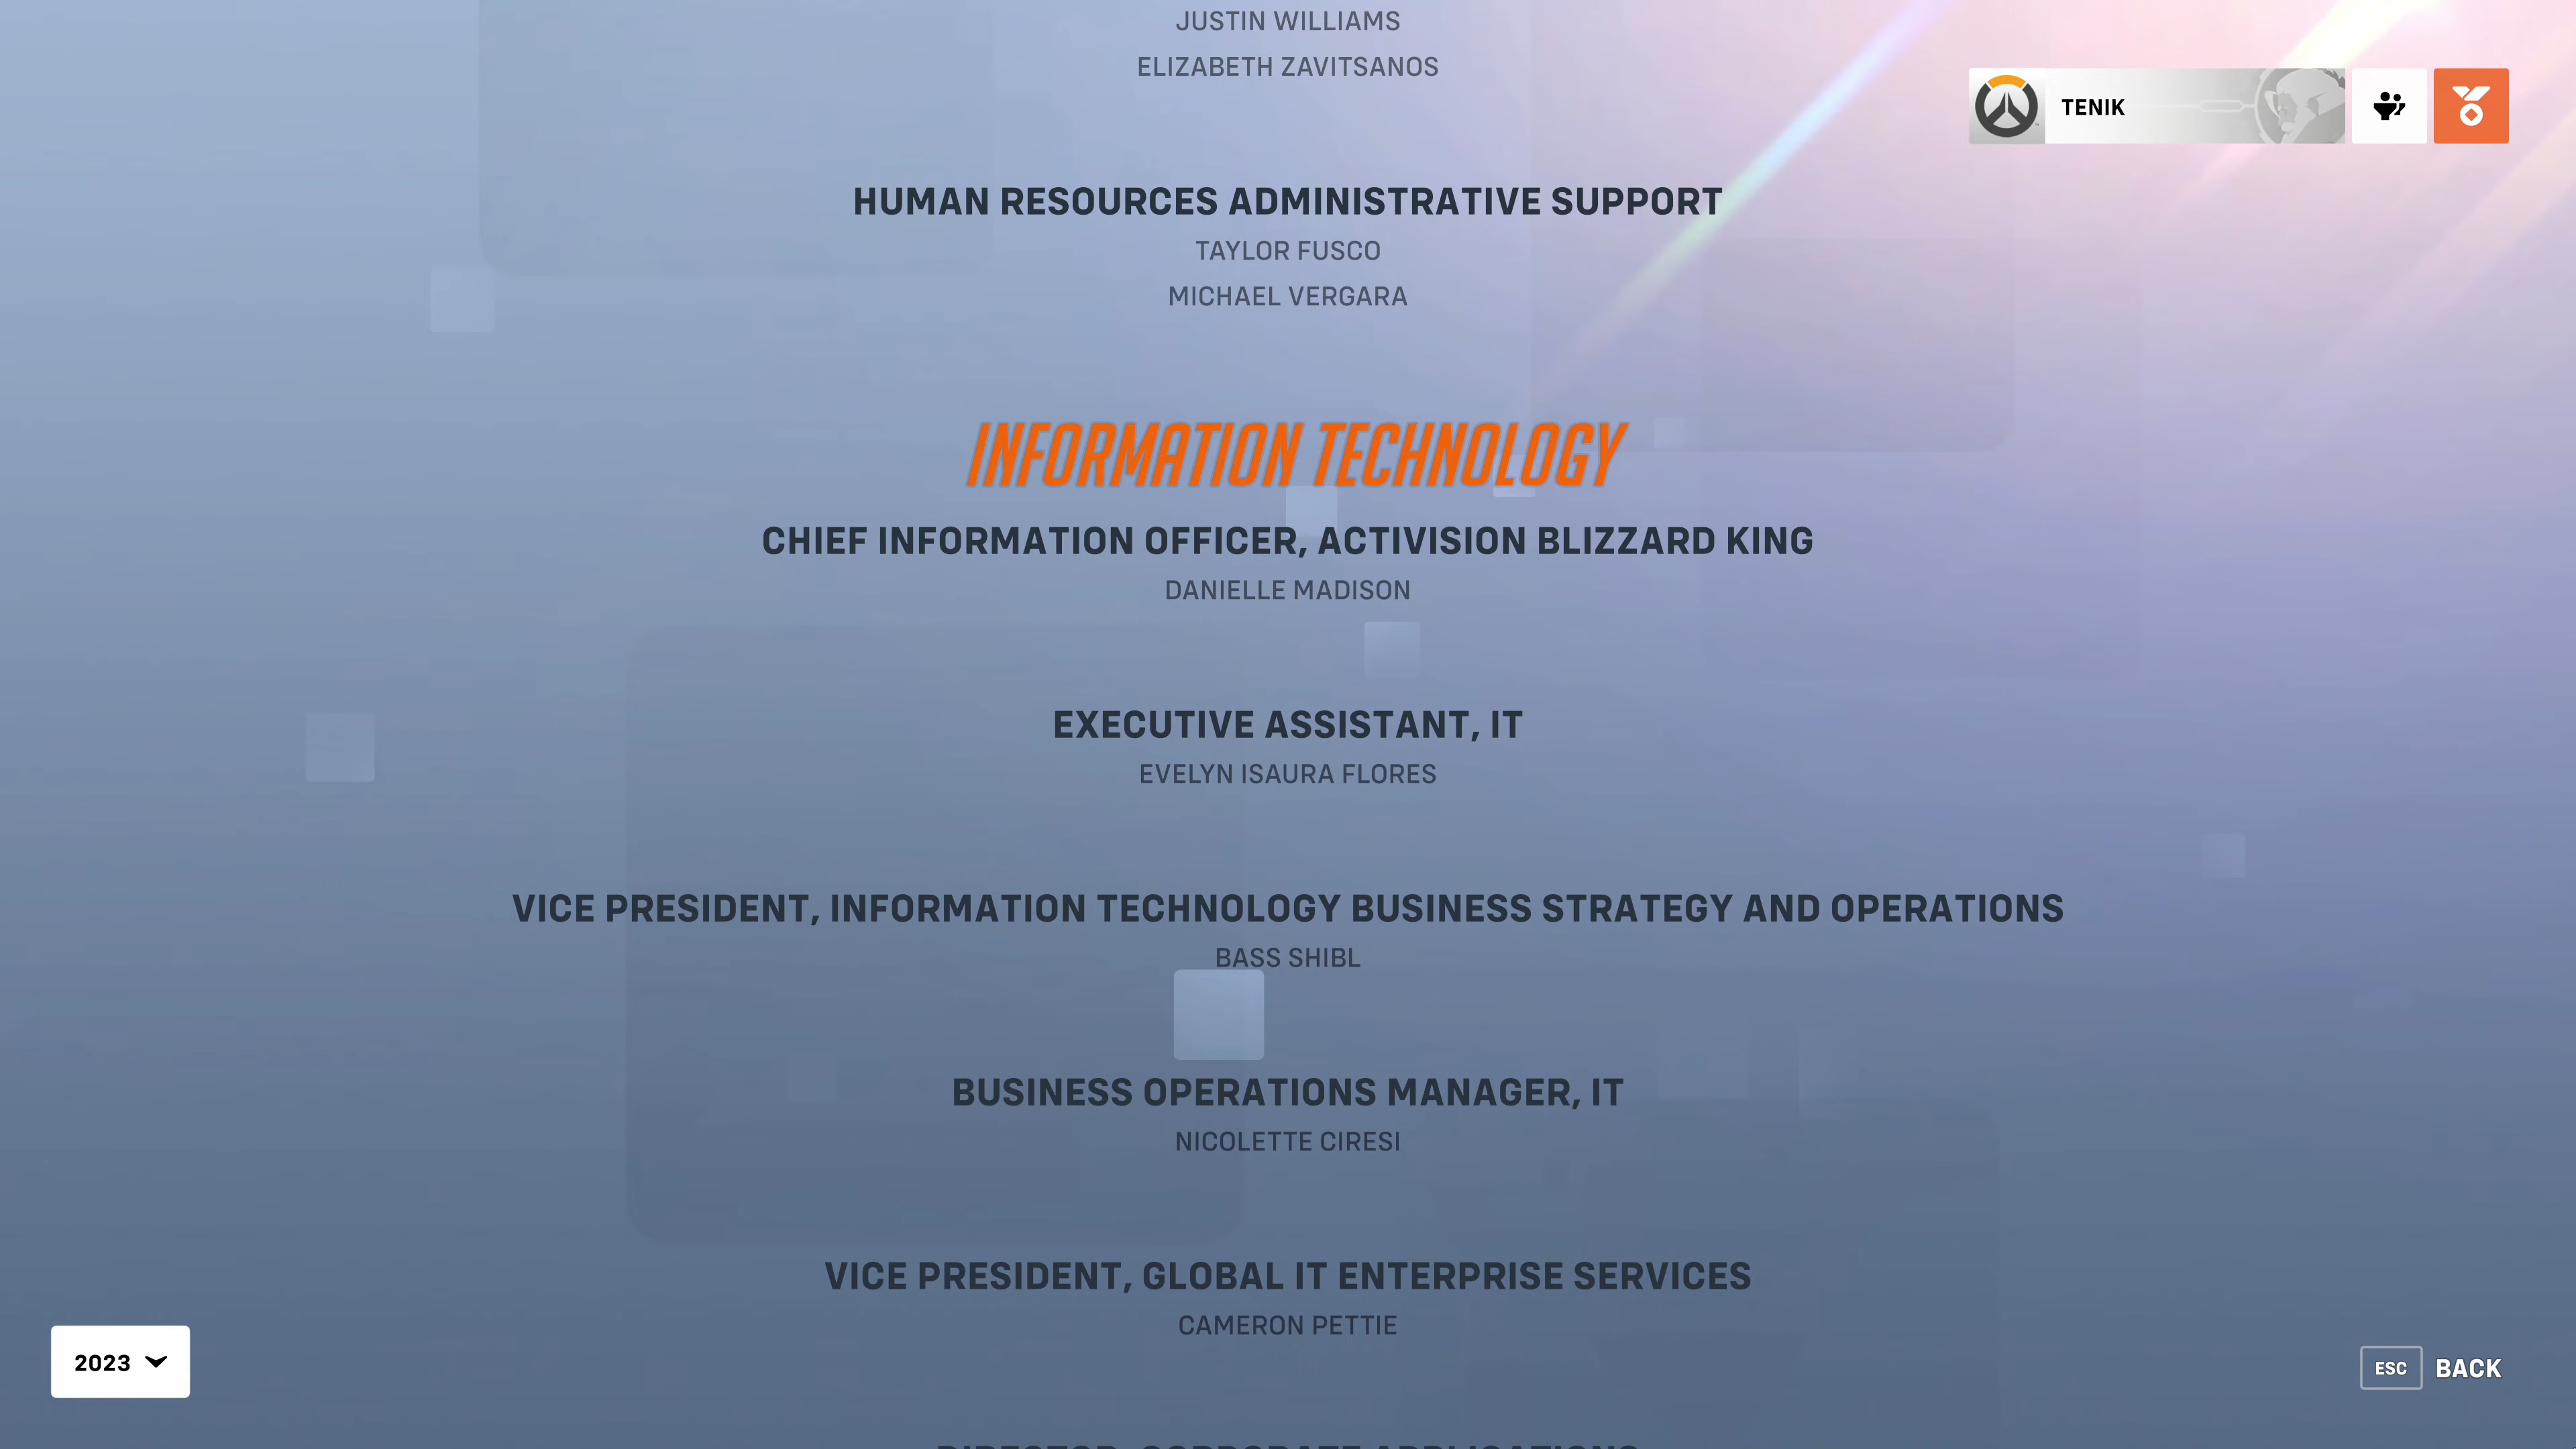 JUSTIN WILLIAMS
ELIZABETH ZAVITSANOS
TENIK
HUMAN RESOURCES ADMINISTRATIVE SUPPORT
TAYLOR FUSCO
MICHAEL VERGARA
INFORMATION TECHNOLOGY
CHIEF INFORMATION OFFICER, ACTIVISION BLIZZARD KING
DANIELLE MADISON
EXECUTIVE ASSISTANT, IT
EVELYN ISAURA FLORES
VICE PRESIDENT, INFORMATION TECHNOLOGY BUSINESS STRATEGY AND OPERATIONS
BASS SHIBL
BUSINESS OPERATIONS MANAGER, IT
NICOLETTE CIRESI
VICE PRESIDENT, GLOBAL IT ENTERPRISE SERVICES
CAMERON PETTIE
2023
ESC BACK